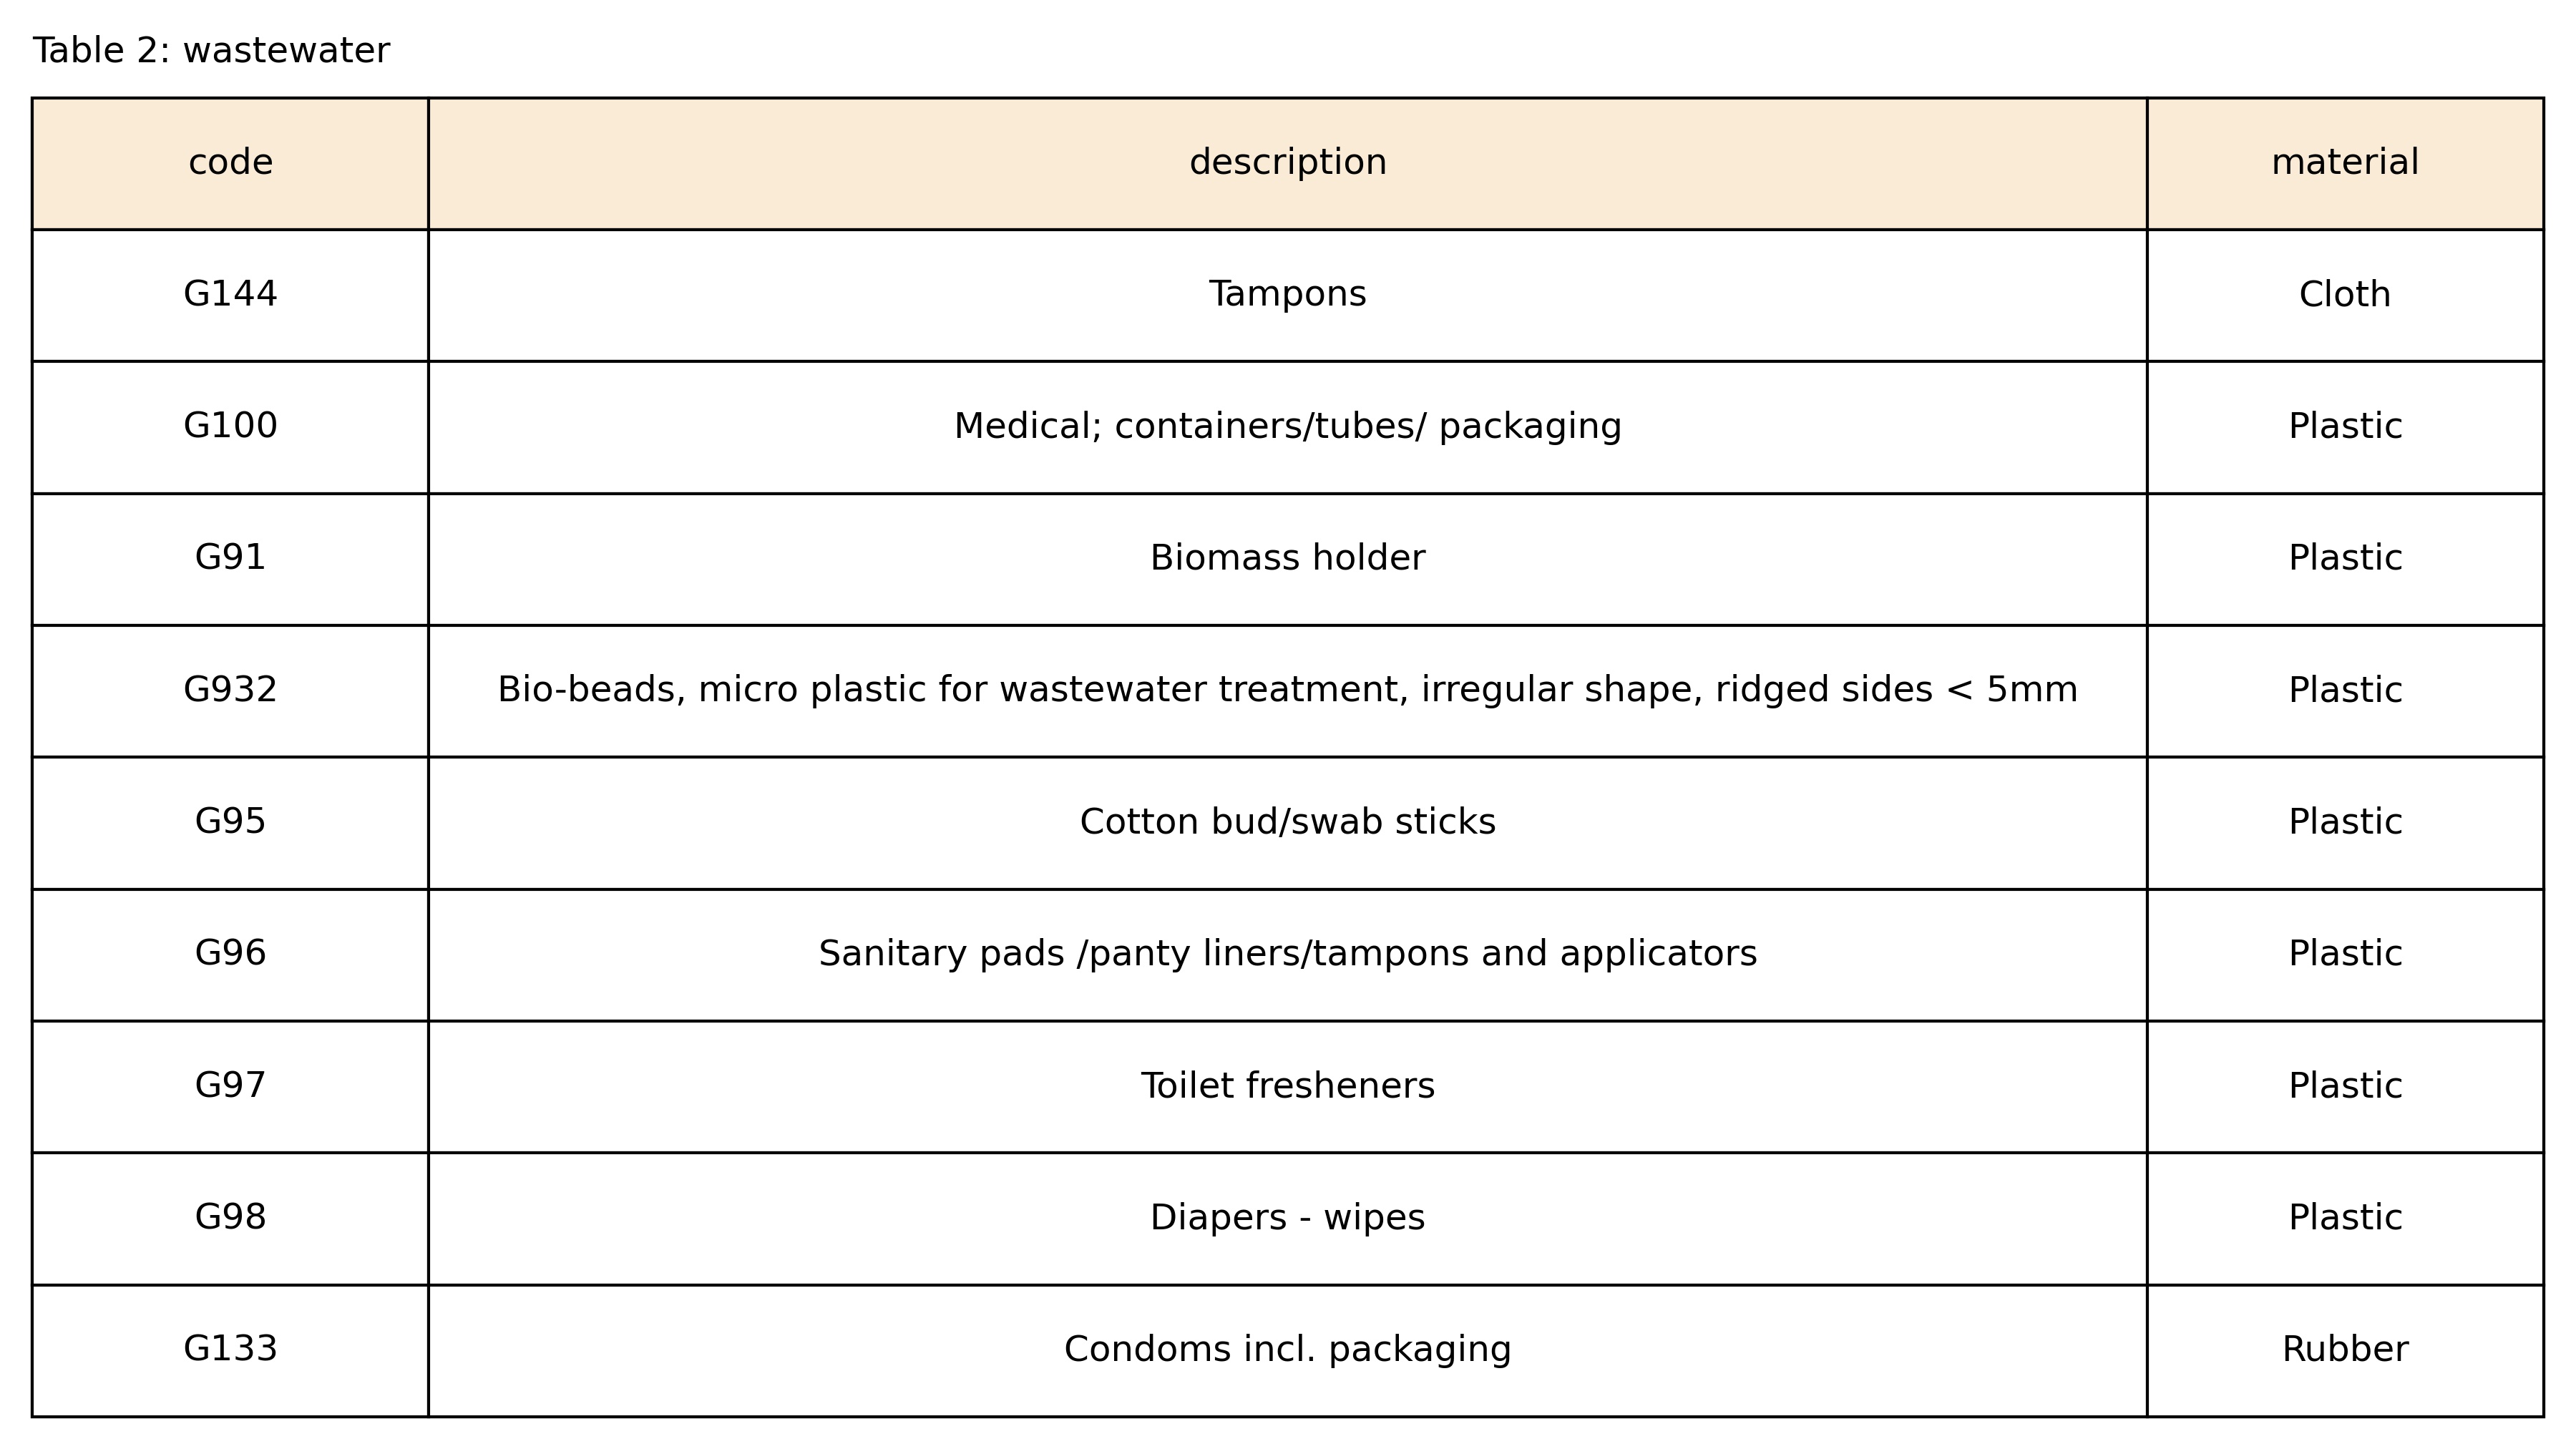 Table 2: wastewater
code description material
G144 Tampons Cloth
G100 Medical; containers/tubes/ packaging Plastic
G91 Biomass holder Plastic
G932 Bio-beads, micro plastic for wastewater treatment, irregular shape, ridged sides < 5mm Plastic
G95 Cotton bud/swab sticks Plastic
G96 Sanitary pads /panty liners/tampons and applicators Plastic
G97 Toilet fresheners Plastic
G98 Diapers - wipes Plastic
G133 Condoms incl. packaging Rubber